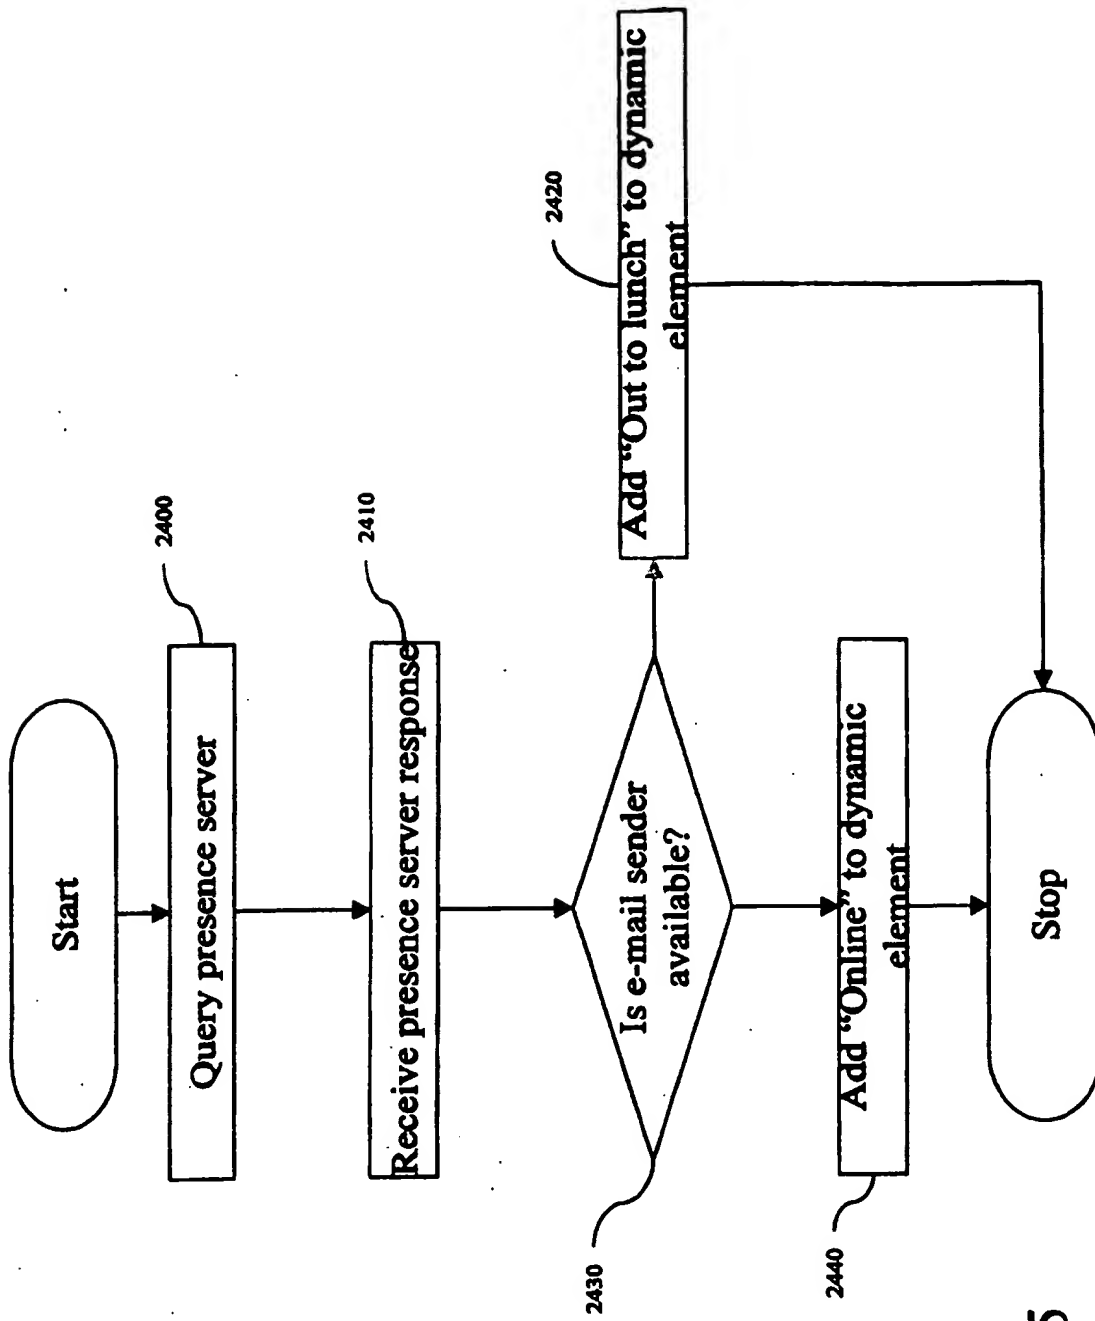 Start
2400
Query presence server
2410
Receive presence server response
2430
Is e-mail sender
available?
2420
Add “Out to lunch” to dynamic
element
2440
Add “Online” to dynamic
element
Stop